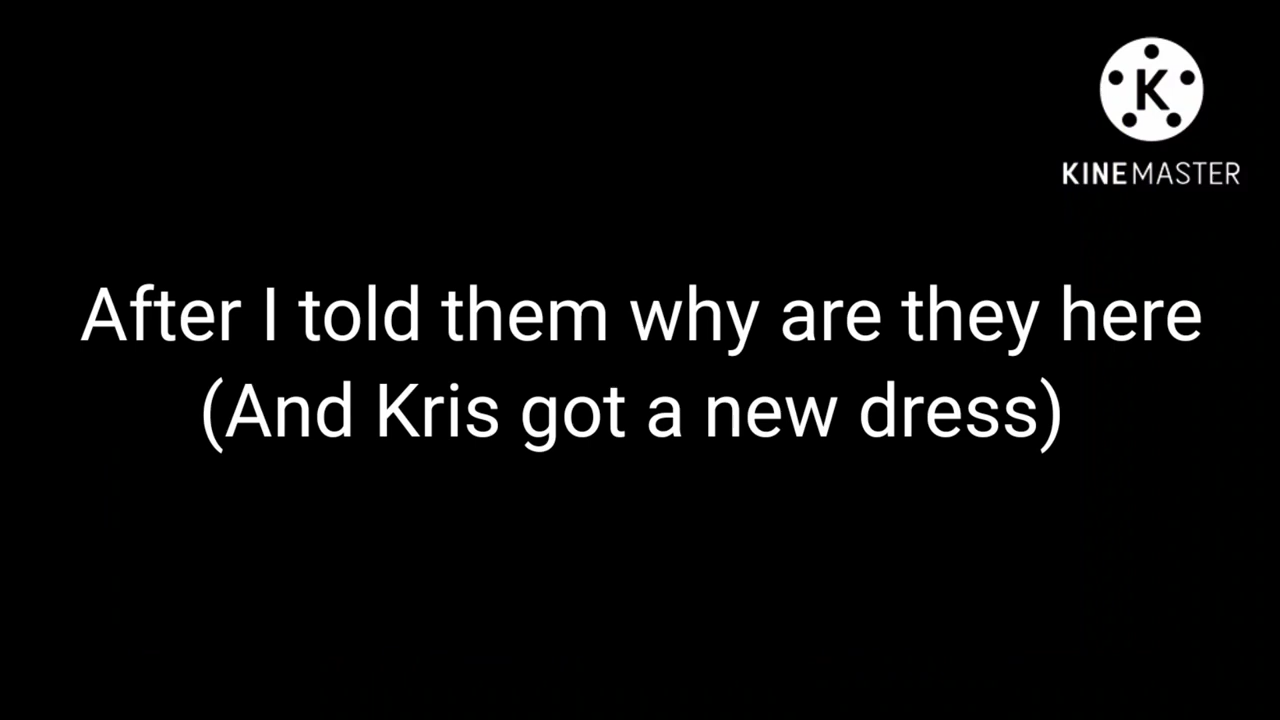 K
KINEMASTER
After I told them why are they here
(And Kris got a new dress)